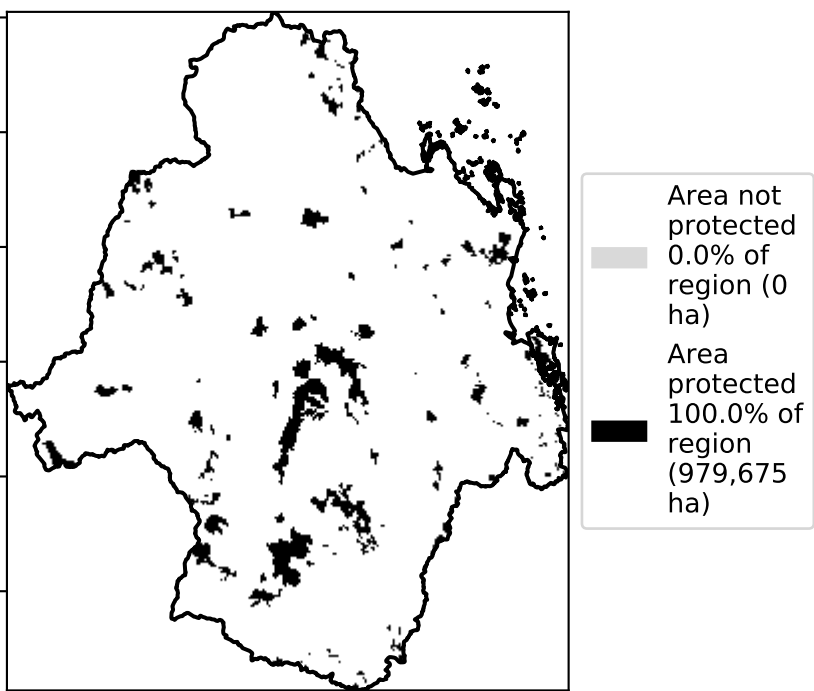 Area not
protected
0.0% of
region (0
ha)
Area
protected
100.0% of
region
(979,675
ha)